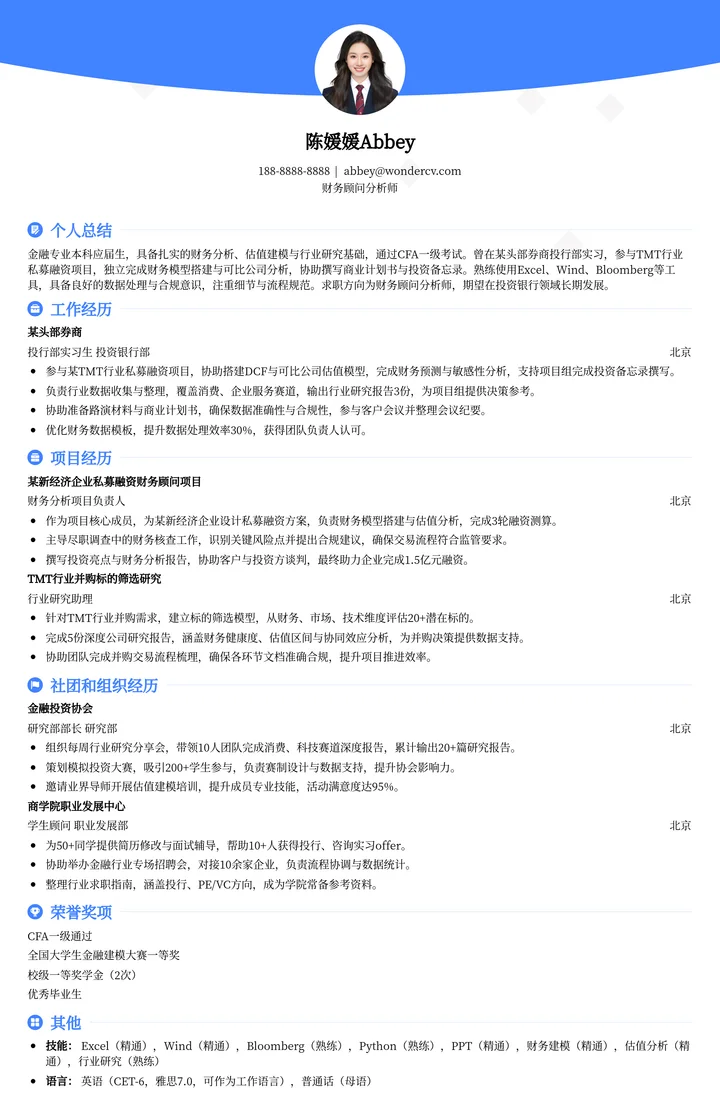 陈媛媛Abbey
188-8888-8888 | abbey@wondercv.com
财务顾问分析师
个人总结
金融专业本科应届生，具备扎实的财务分析、估值建模与行业研究基础，通过CFA一级考试。曾在某头部券商投行部实习，参与TMT行业
私募融资项目，独立完成财务模型搭建与可比公司分析，协助撰写商业计划书与投资备忘录。熟练使用Excel、Wind、Bloomberg等工
具，具备良好的数据处理与合规意识，注重细节与流程规范。求职方向为财务顾问分析师，期望在投资银行领域长期发展。
工作经历
某头部券商
投行部实习生 投资银行部 北京
• 参与某TMT行业私募融资项目，协助搭建DCF与可比公司估值模型，完成财务预测与敏感性分析，支持项目组完成投资备忘录撰写。
• 负责行业数据收集与整理，覆盖消费、企业服务赛道，输出行业研究报告3份，为项目组提供决策参考。
• 协助准备路演材料与商业计划书，确保数据准确性与合规性，参与客户会议并整理会议纪要。
• 优化财务数据模板，提升数据处理效率30%，获得团队负责人认可。
项目经历
某新经济企业私募融资财务顾问项目
财务分析项目负责人 北京
• 作为项目核心成员，为某新经济企业设计私募融资方案，负责财务模型搭建与估值分析，完成3轮融资测算。
• 主导尽职调查中的财务核查工作，识别关键风险点并提出合规建议，确保交易流程符合监管要求。
• 撰写投资亮点与财务分析报告，协助客户与投资方谈判，最终助力企业完成1.5亿元融资。
TMT行业并购标的筛选研究
行业研究助理 北京
• 针对TMT行业并购需求，建立标的筛选模型，从财务、市场、技术维度评估20+潜在标的。
• 完成5份深度公司研究报告，涵盖财务健康度、估值区间与协同效应分析，为并购决策提供数据支持。
• 协助团队完成并购交易流程梳理，确保各环节文档准确合规，提升项目推进效率。
社团和组织经历
金融投资协会
研究部部长 研究部 北京
• 组织每周行业研究分享会，带领10人团队完成消费、科技赛道深度报告，累计输出20+篇研究报告。
• 策划模拟投资大赛，吸引200+学生参与，负责赛制设计与数据支持，提升协会影响力。
• 邀请业界导师开展估值建模培训，提升成员专业技能，活动满意度达95%。
商学院职业发展中心
学生顾问 职业发展部 北京
• 为50+同学提供简历修改与面试辅导，帮助10+人获得投行、咨询实习offer。
• 协助举办金融行业专场招聘会，对接10余家企业，负责流程协调与数据统计。
• 整理行业求职指南，涵盖投行、PE/VC方向，成为学院常备参考资料。
荣誉奖项
CFA一级通过
全国大学生金融建模大赛一等奖
校级一等奖学金（2次）
优秀毕业生
其他
• 技能： Excel（精通）, Wind（精通）, Bloomberg（熟练）, Python（熟练）, PPT（精通）, 财务建模（精通）, 估值分析（精
通）, 行业研究（熟练）
• 语言： 英语（CET-6，雅思7.0，可作为工作语言）, 普通话（母语）